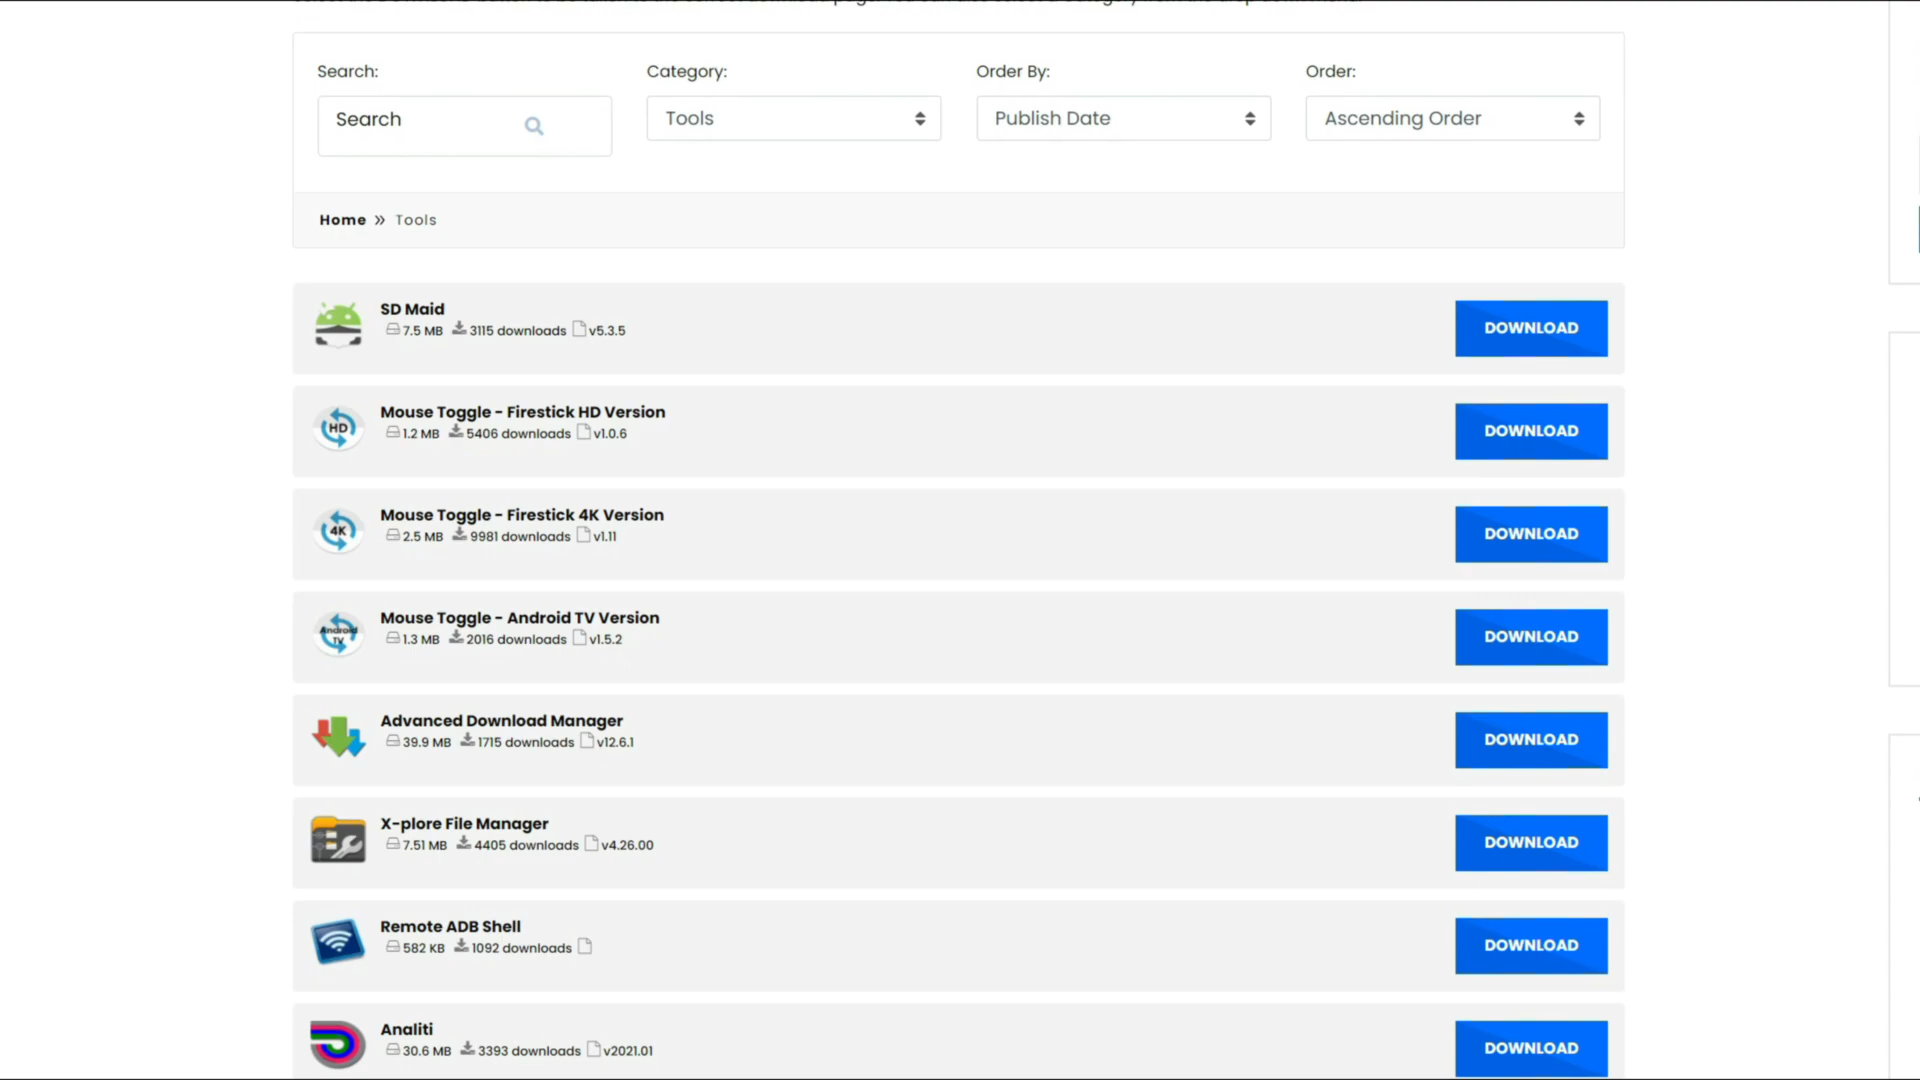 Search:
Category:
Order By:
Order:
Search
Tools
Publish Date
Ascending Order
Home » Tools
SD Maid
7.5 MB 3115 downloads v5.3.5
DOWNLOAD
Mouse Toggle - Firestick HD Version
7.2 MB 5406 downloads v1.0.6
DOWNLOAD
HD
Mouse Toggle - Firestick 4K Version
2.5 MB 9981 downloads v1.11
DOWNLOAD
4K
Mouse Toggle - Android TV Version
1.3 MB 2016 downloads v1.5.2
DOWNLOAD
Android
TV
Advanced Download Manager
39.9 MB 1715 downloads v12.6.1
DOWNLOAD
X-plore File Manager
7.51 MB 4405 downloads v4.26.00
DOWNLOAD
Remote ADB Shell
582 KB 1092 downloads
DOWNLOAD
Analiti
30.6 MB 3393 downloads v2021.01
DOWNLOAD